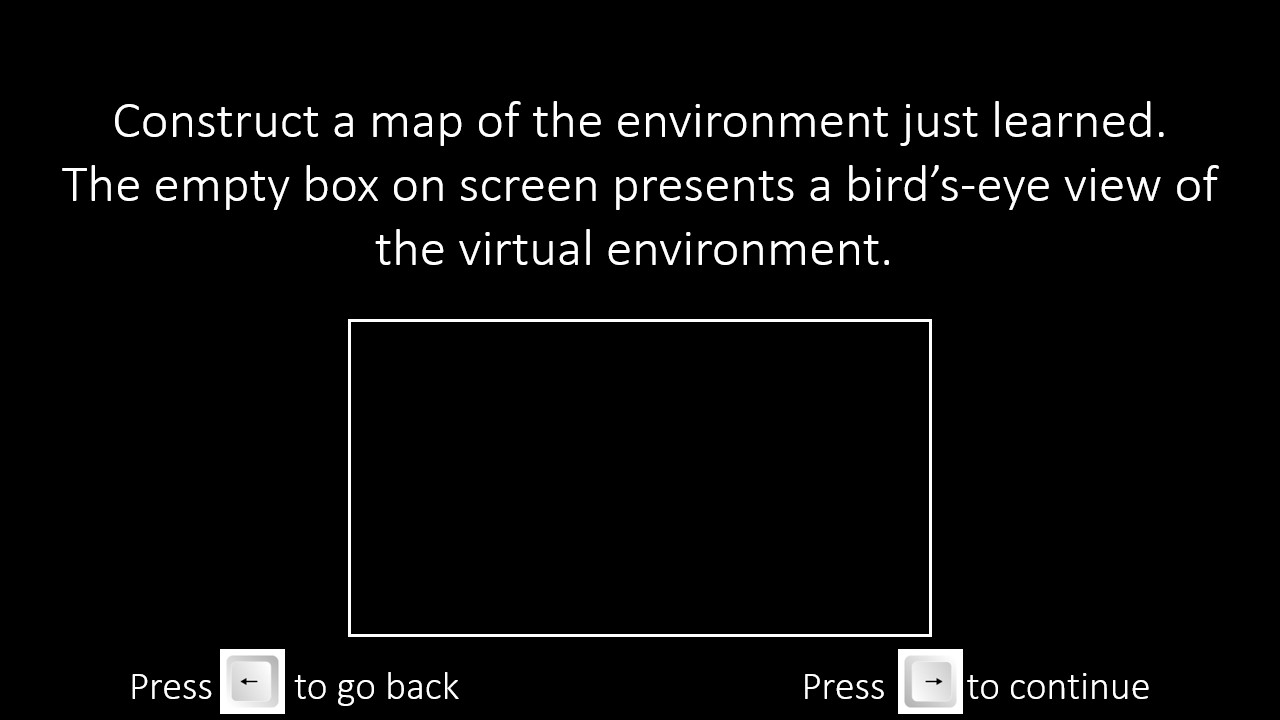 Construct a map of the environment just learned.
The empty box on screen presents a bird’s-eye view of
the virtual environment.
Press ← to go back
Press → to continue